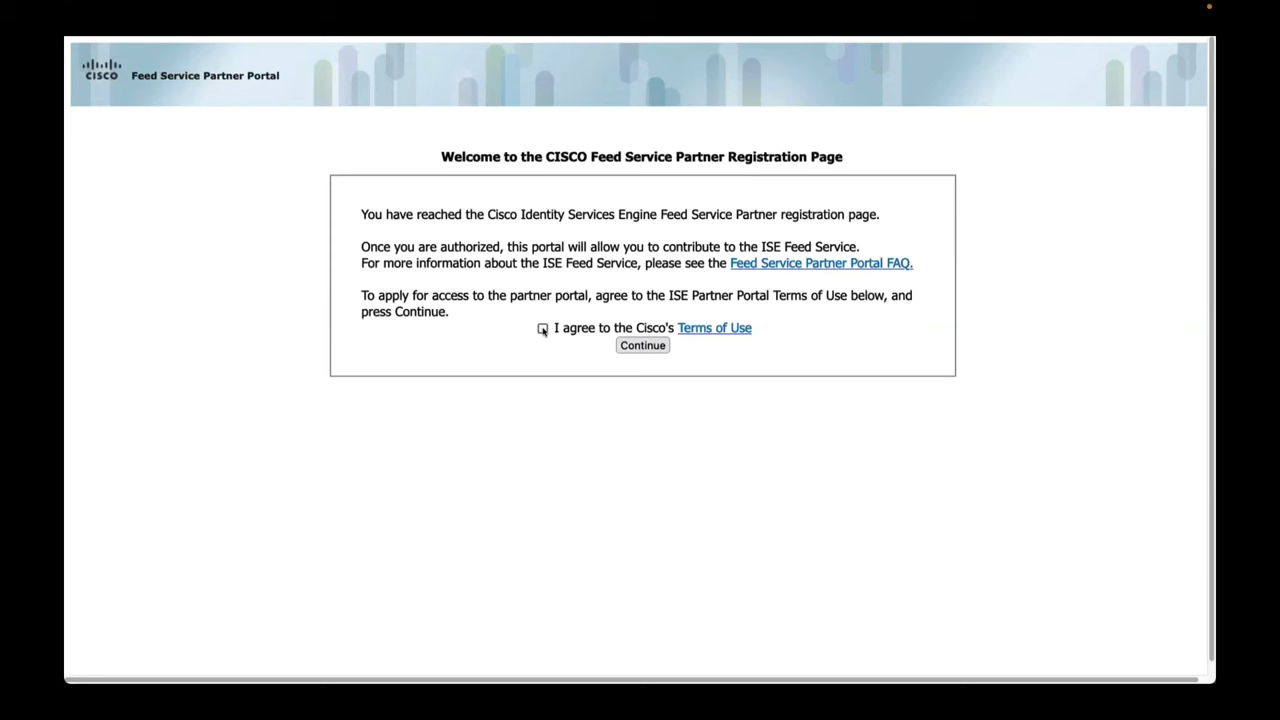 CISCO Feed Service Partner Portal
Welcome to the CISCO Feed Service Partner Registration Page
You have reached the Cisco Identity Services Engine Feed Service Partner registration page.
Once you are authorized, this portal will allow you to contribute to the ISE Feed Service.
For more information about the ISE Feed Service, please see the Feed Service Partner Portal FAQ.
To apply for access to the partner portal, agree to the ISE Partner Portal Terms of Use below, and
press Continue.
I agree to the Cisco's Terms of Use
Continue